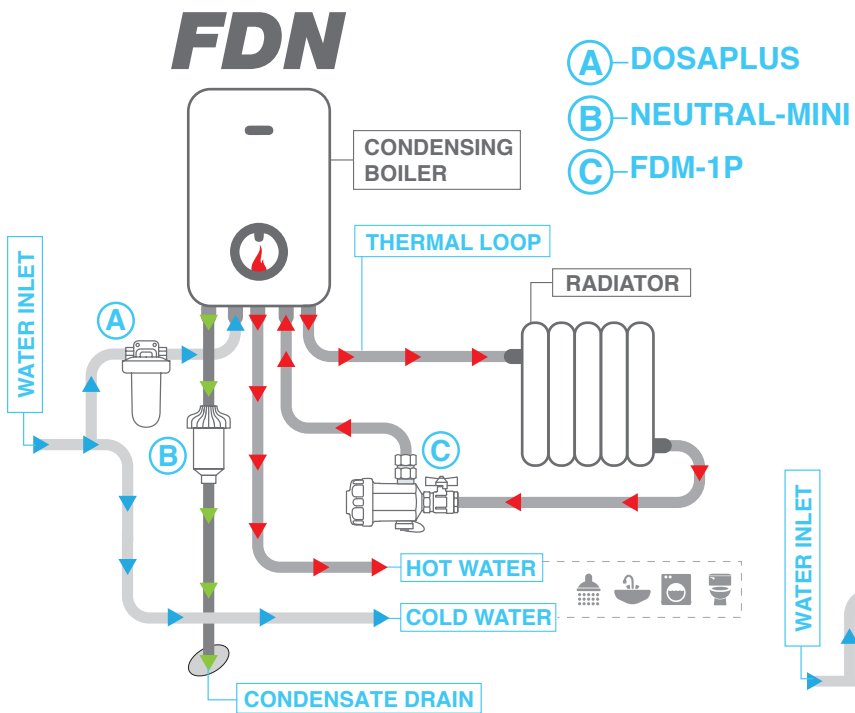 FDN
A DOSAPLUS
B NEUTRAL-MINI
C FDM-1P
CONDENSING
BOILER
THERMAL LOOP
RADIATOR
WATER INLET
A
B
C
HOT WATER
COLD WATER
CONDENSATE DRAIN
WATER INLET